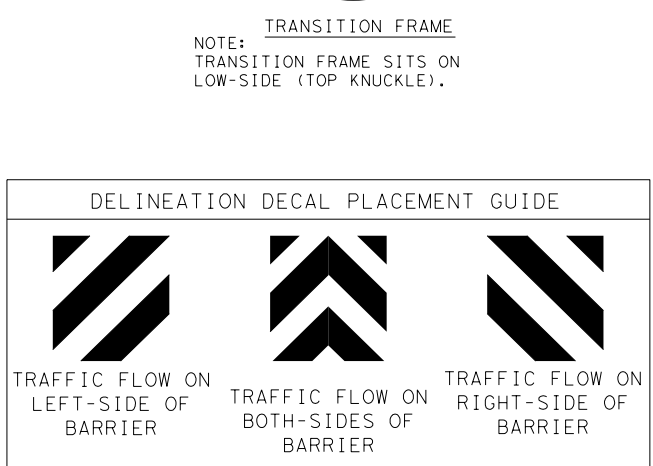 TRANSITION FRAME
NOTE:
TRANSITION FRAME SITS ON
LOW-SIDE (TOP KNUCKLE).
DELINEATION DECAL PLACEMENT GUIDE
TRAFFIC FLOW ON
LEFT-SIDE OF
BARRIER
TRAFFIC FLOW ON
BOTH-SIDES OF
BARRIER
TRAFFIC FLOW ON
RIGHT-SIDE OF
BARRIER